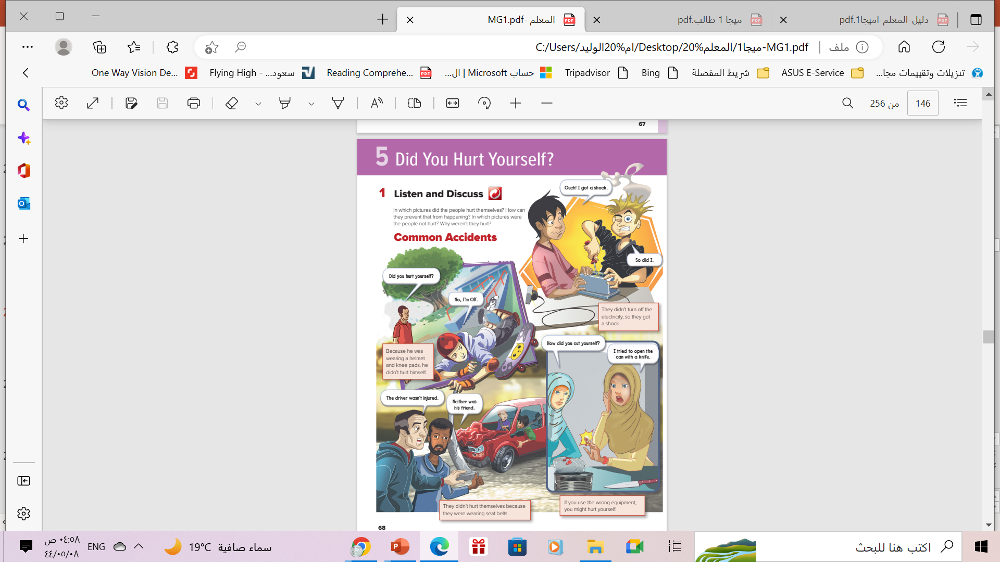 MG1.pdf- المعلم
ميجا 1 طالب.pdf
دليل-المعلم-اميجا1.pdf
C:/Users/ام%20الوليد/Desktop/20%المعلم/1ميجا-MG1.pdf
ملف
One Way Vision De...
Flying High - سعود...
Reading Comprehe...
حساب Microsoft | ال...
Tripadvisor
Bing
شريط المفضلة
ASUS E-Service
تنزيلات وتقييمات مجا...
146
من 256
67
5 Did You Hurt Yourself?
1 Listen and Discuss
In which pictures did the people hurt themselves? How can
they prevent that from happening? In which pictures were
the people not hurt? Why weren't they hurt?
Common Accidents
Ouch! I got a shock.
So did I.
They didn't turn off the
electricity, so they got
a shock.
Did you hurt yourself?
No, I'm OK.
Because he was
wearing a helmet
and knee pads, he
didn't hurt himself.
How did you cut yourself?
I tried to open the
can with a knife.
The driver wasn't injured.
Neither was
his friend.
They didn't hurt themselves because
they were wearing seat belts.
If you use the wrong equipment,
you might hurt yourself.
68
٠٤:٥٨ ص
٤٤/٠٥/٠٨
ENG
19°C سماء صافية
اكتب هنا للبحث